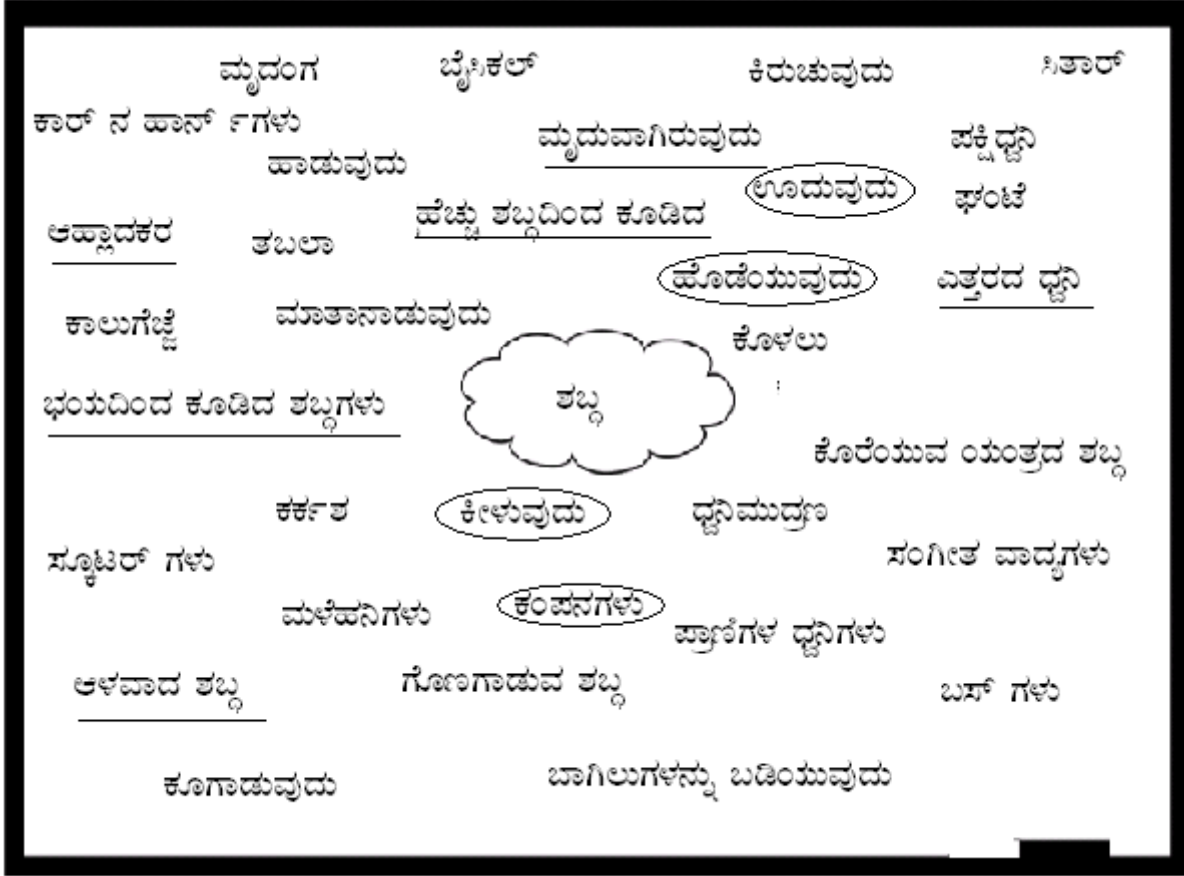 ಮೃದಂಗ ಬೈಸಿಕಲ್ ಕಿರುಚುವುದು ಸಿತಾರ್
ಕಾರ್ ನ ಹಾನ್ ರ್ಗಳು ಮೃದುವಾಗಿರುವುದು ಪಕ್ಷಿಧ್ವನಿ
ಹಾಡುವುದು ಊದುವುದು ಘಂಟೆ
ಆಹ್ಲಾದಕರ ತಬಲಾ ಹೆಚ್ಚು ಶಬ್ಧದಿಂದ ಕೂಡಿದ
ಹೊಡೆಯುವುದು ಎತ್ತರದ ಧ್ವನಿ
ಕಾಲುಗೆಜ್ಜೆ ಮಾತಾನಾಡುವುದು ಕೊಳಲು
ಭಯದಿಂದ ಕೂಡಿದ ಶಬ್ಧಗಳು ಶಬ್ಧ
ಕೊರೆಯುವ ಯಂತ್ರದ ಶಬ್ಧ
ಕರ್ಕಶ ಕೀಳುವುದು ಧ್ವನಿಮುದ್ರಣ
ಸ್ಕೂಟರ್ ಗಳು ಸಂಗೀತ ವಾದ್ಯಗಳು
ಮಳೆಹನಿಗಳು ಕಂಪನಗಳು ಪ್ರಾಣಿಗಳ ಧ್ವನಿಗಳು
ಆಳವಾದ ಶಬ್ಧ ಗೊಣಗಾಡುವ ಶಬ್ಧ ಬಸ್ ಗಳು
ಕೂಗಾಡುವುದು ಬಾಗಿಲುಗಳನ್ನು ಬಡಿಯುವುದು